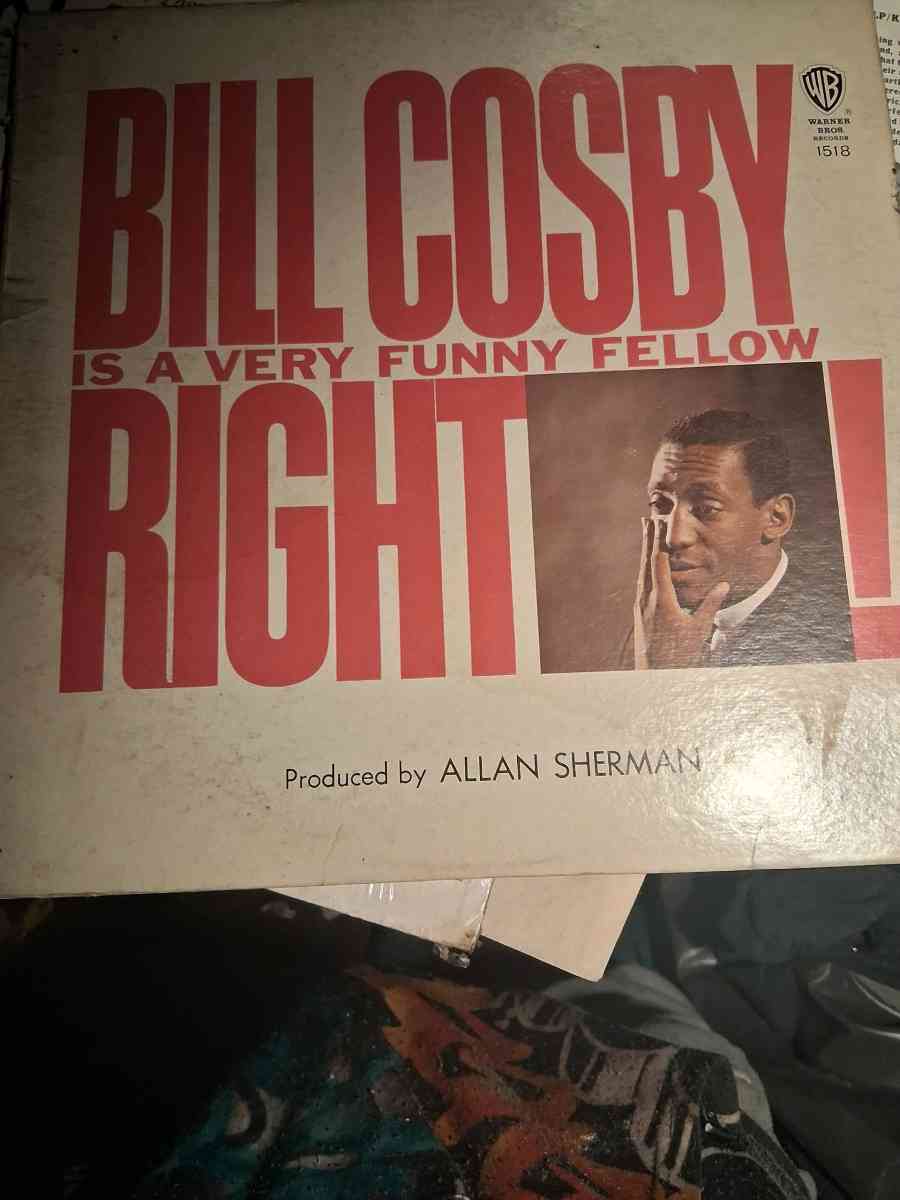 BILL COSBY
IS A VERY FUNNY FELLOW
RIGHT!
WB
®
WARNER
BROS.
RECORDS
1518
Produced by ALLAN SHERMAN